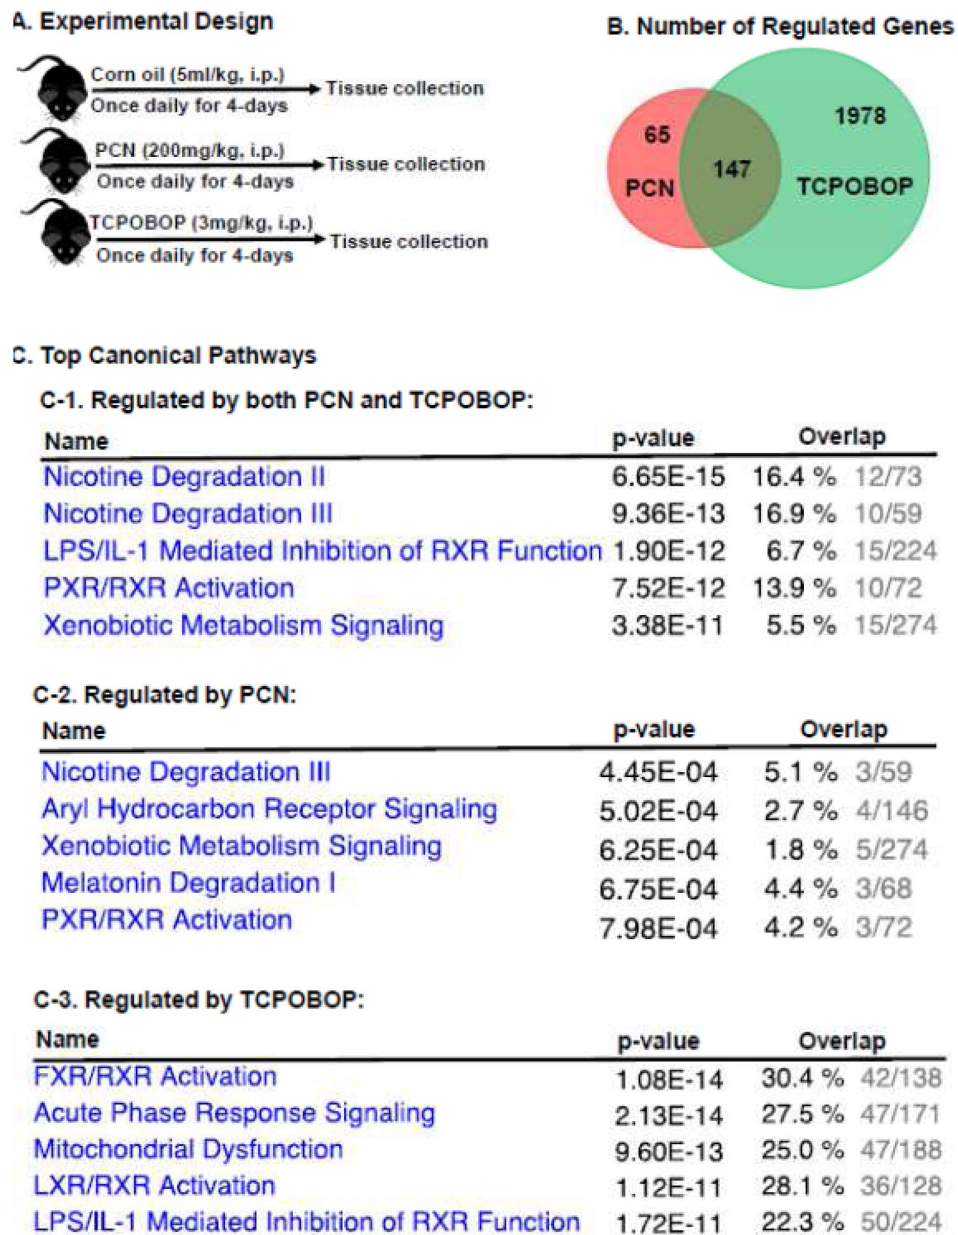 A. Experimental Design
Corn oil (5ml/kg, i.p.)
Once daily for 4-days
Tissue collection
PCN (200mg/kg, i.p.)
Once daily for 4-days
Tissue collection
TCPOBOP (3mg/kg, i.p.)
Once daily for 4-days
Tissue collection
B. Number of Regulated Genes
65
PCN
147
1978
TCPOBOP
C. Top Canonical Pathways
C-1. Regulated by both PCN and TCPOBOP:
Name p-value Overlap
Nicotine Degradation II 6.65E-15 16.4 % 12/73
Nicotine Degradation III 9.36E-13 16.9 % 10/59
LPS/IL-1 Mediated Inhibition of RXR Function 1.90E-12 6.7 % 15/224
PXR/RXR Activation 7.52E-12 13.9 % 10/72
Xenobiotic Metabolism Signaling 3.38E-11 5.5 % 15/274
C-2. Regulated by PCN:
Name p-value Overlap
Nicotine Degradation III 4.45E-04 5.1 % 3/59
Aryl Hydrocarbon Receptor Signaling 5.02E-04 2.7 % 4/146
Xenobiotic Metabolism Signaling 6.25E-04 1.8 % 5/274
Melatonin Degradation I 6.75E-04 4.4 % 3/68
PXR/RXR Activation 7.98E-04 4.2 % 3/72
C-3. Regulated by TCPOBOP:
Name p-value Overlap
FXR/RXR Activation 1.08E-14 30.4 % 42/138
Acute Phase Response Signaling 2.13E-14 27.5 % 47/171
Mitochondrial Dysfunction 9.60E-13 25.0 % 47/188
LXR/RXR Activation 1.12E-11 28.1 % 36/128
LPS/IL-1 Mediated Inhibition of RXR Function 1.72E-11 22.3 % 50/224